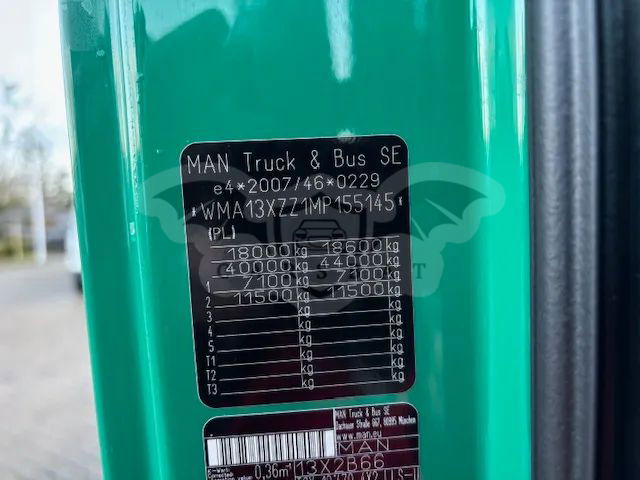 MAN Truck & Bus SE
e4*2007/46*0229
*WMA13XZZ1MP155145*
(PL)
18000 kg 18600 kg
40000 kg 44000 kg
1 7100 kg 7100 kg
2 11500 kg 11500 kg
3 kg kg
4 kg kg
5 kg kg
T1 kg kg
T2 kg kg
T3 kg kg
MAN Truck & Bus SE
Dachauer Straße 667, 80995 München
www.man.eu
MAN
0,36m⁻¹ 13X2B66